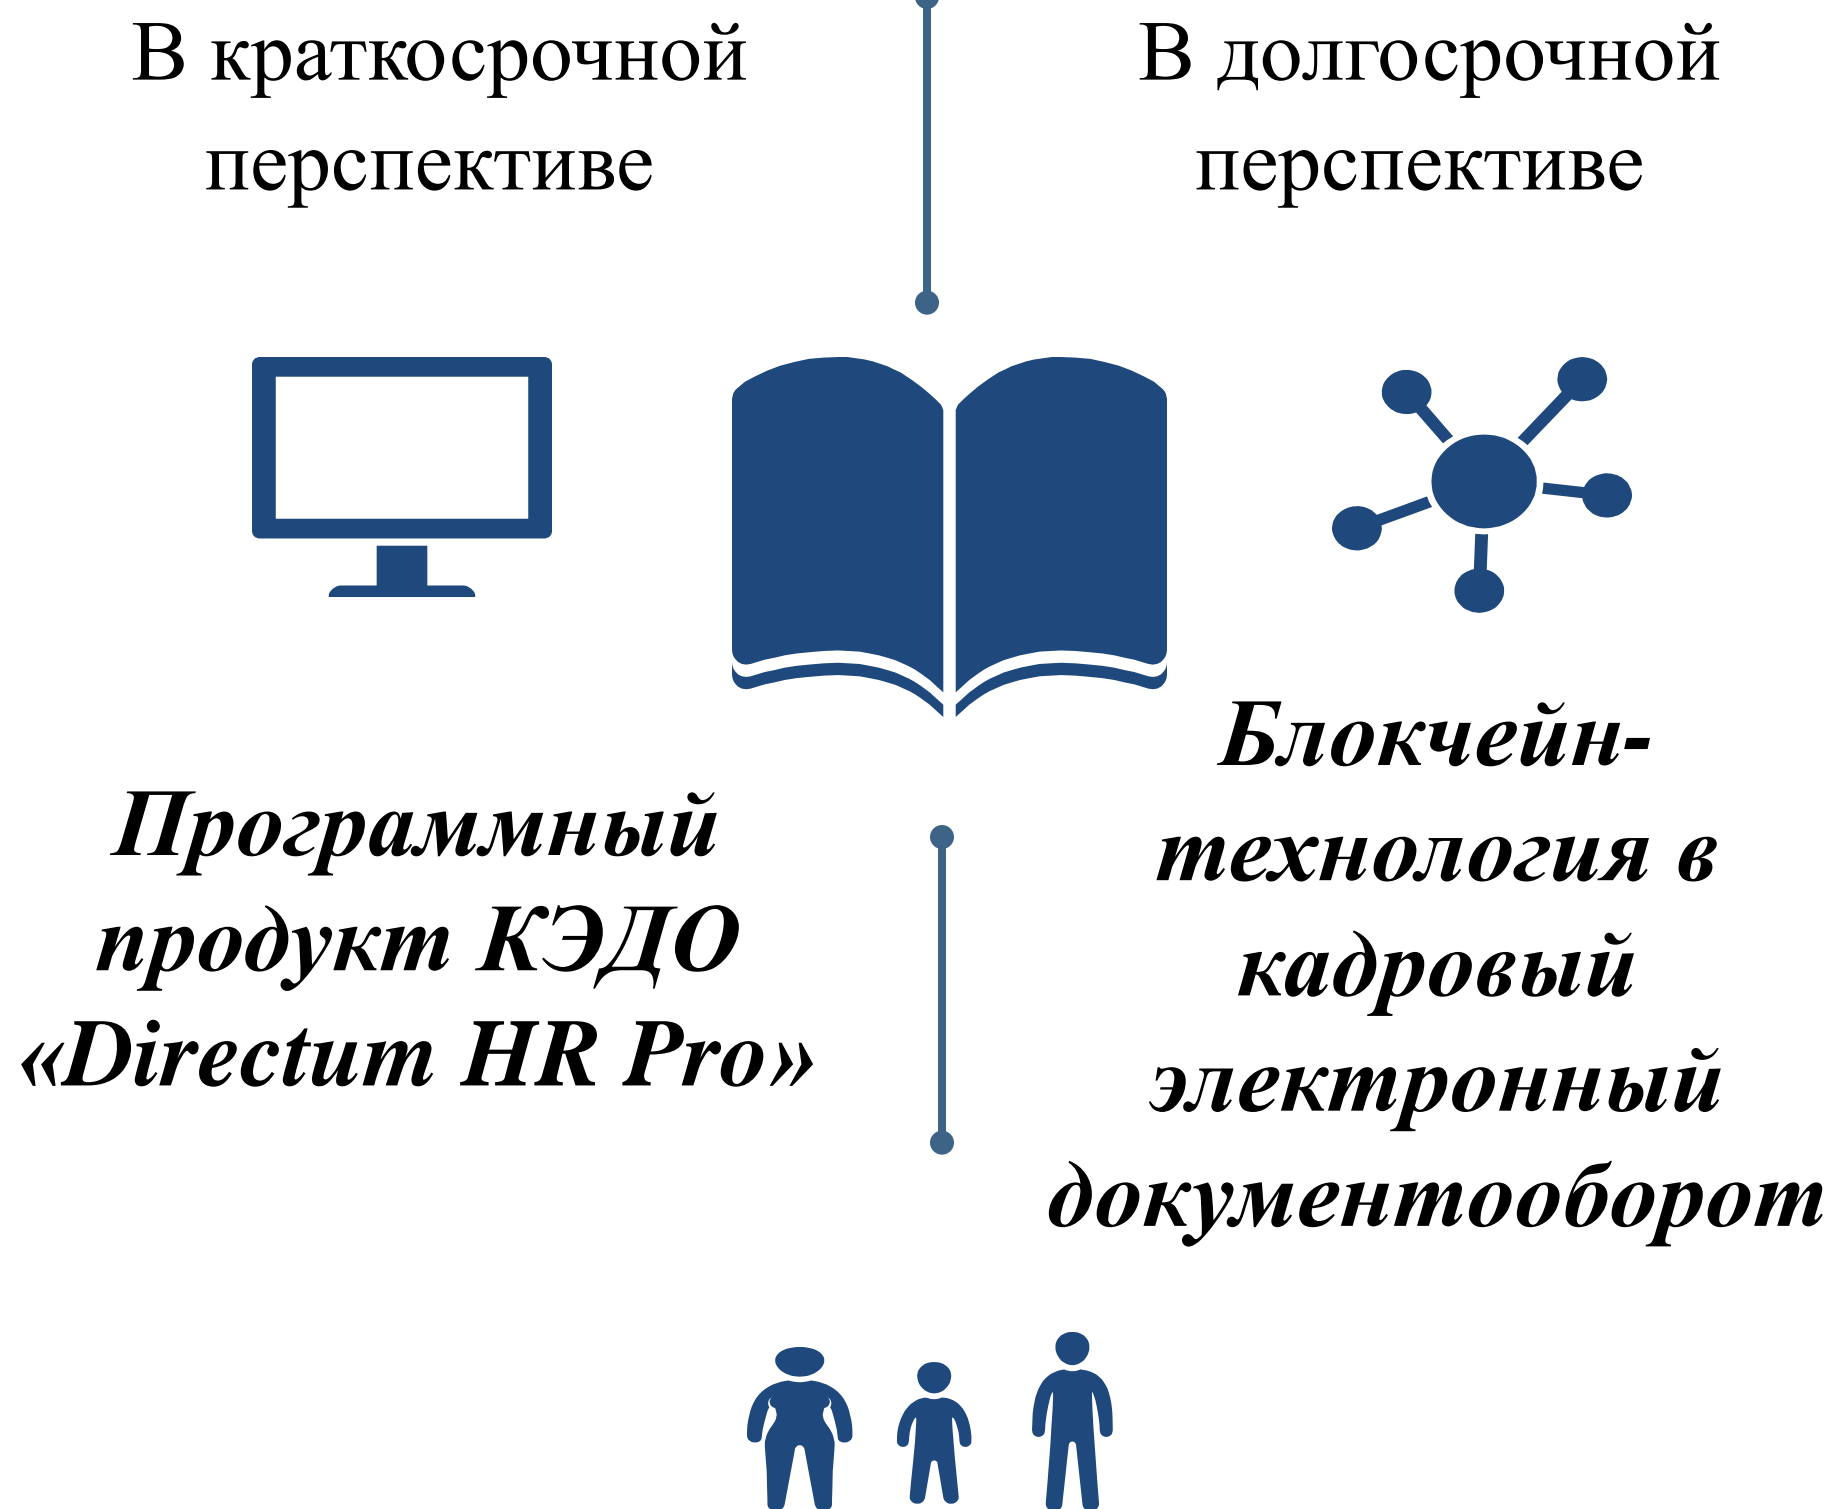 В краткосрочной
перспективе
В долгосрочной
перспективе
Программный
продукт КЭДО
«Directum HR Pro»
Блокчейн-
технология в
кадровый
электронный
документооборот